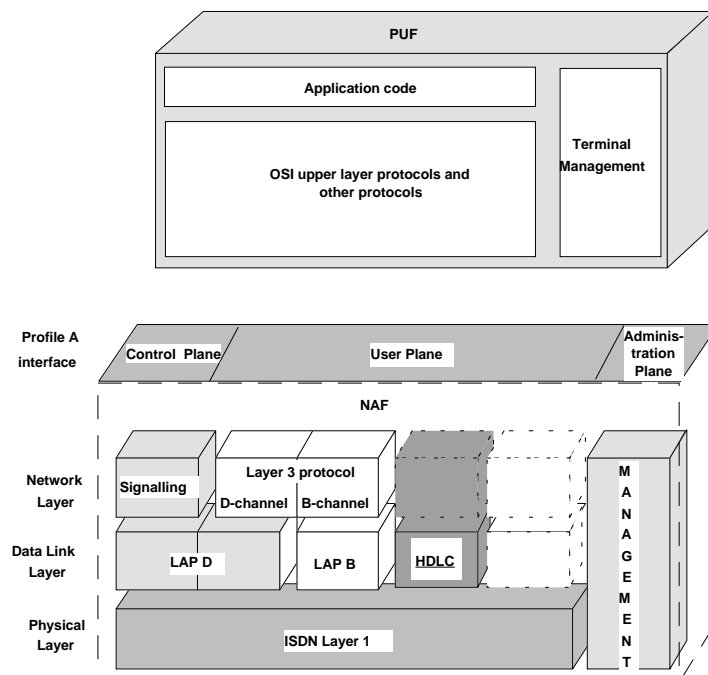 PUF
Application code
OSI upper layer protocols and
other protocols
Terminal
Management
Profile A
interface
Control Plane
User Plane
Adminis-
tration
Plane
NAF
Network
Layer
Signalling
Layer 3 protocol
D-channel
B-channel
Data Link
Layer
LAP D
LAP B
HDLC
Physical
Layer
ISDN Layer 1
M
A
N
A
G
E
M
E
N
T